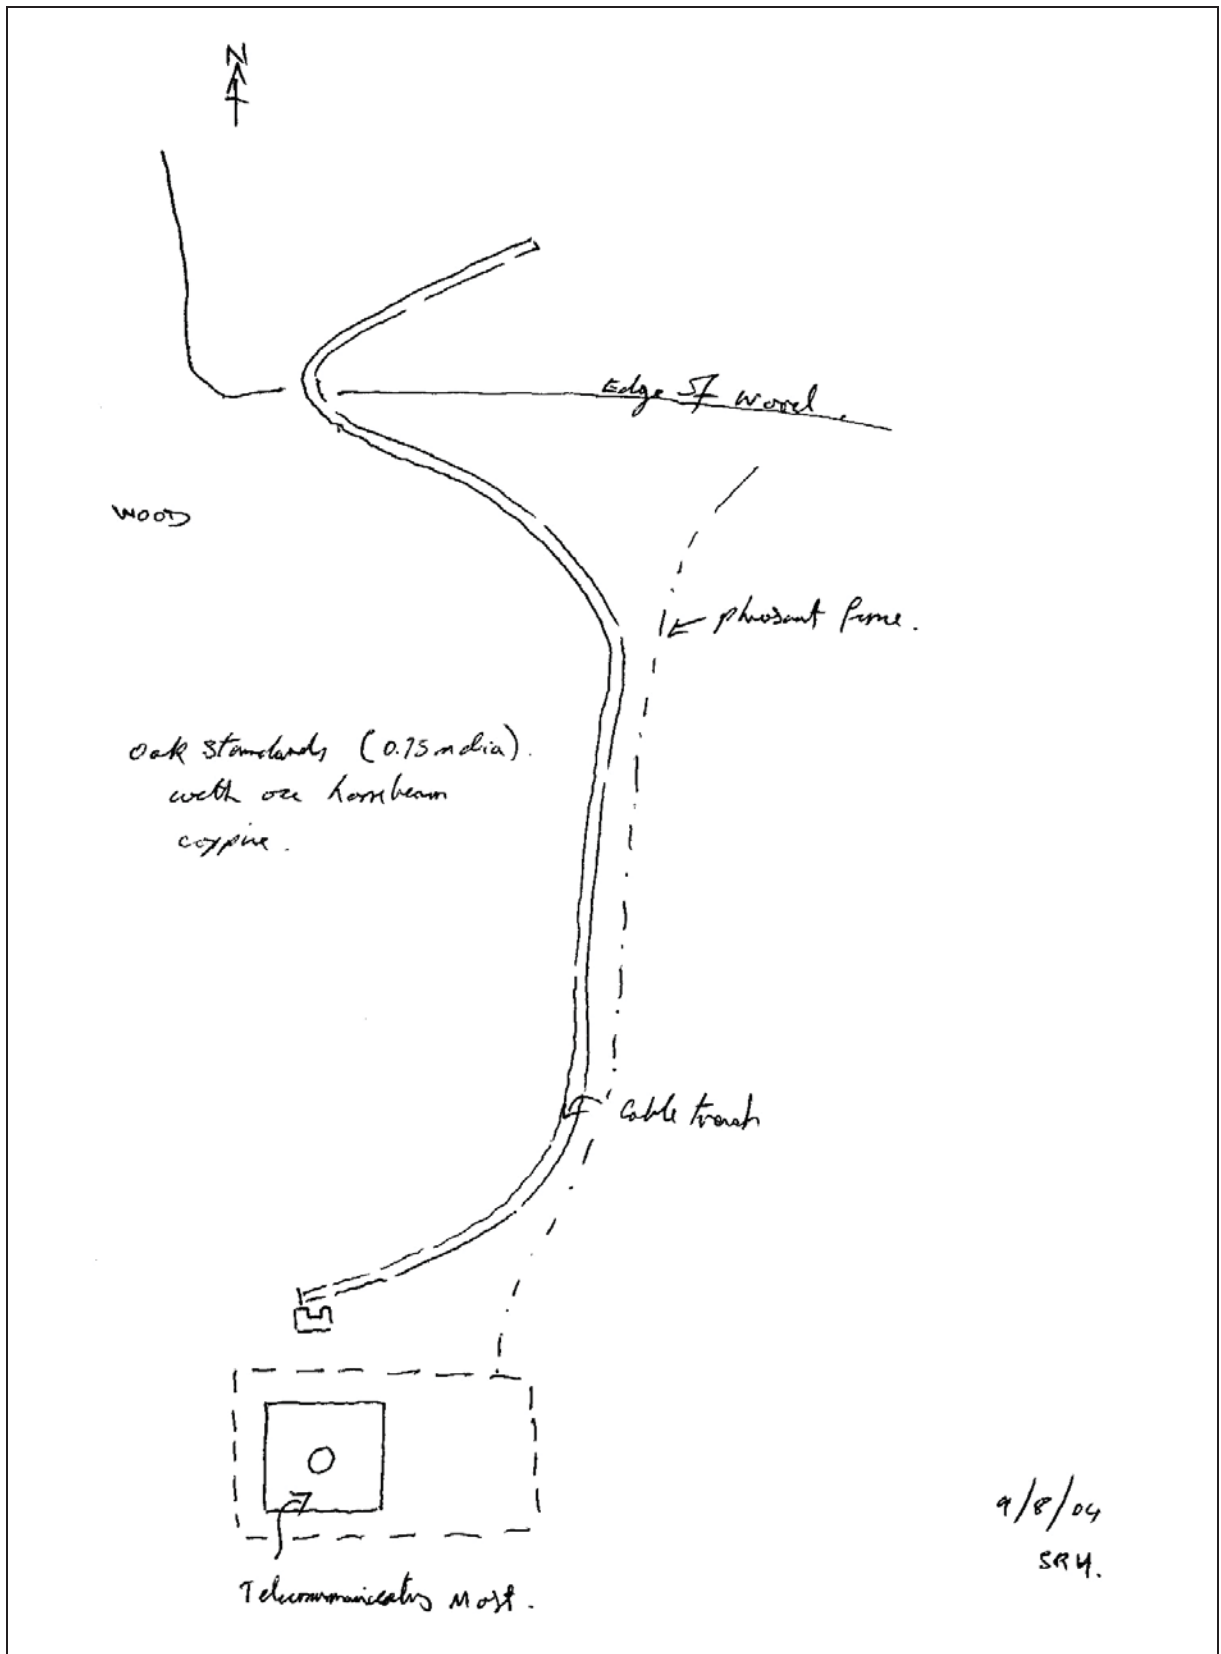 N
Edge of wood.
WOOD
pheasant fence.
Oak standards (0.75m dia).
with hornbeam
coppice.
Cable trench
Telecommunications Mast.
9/8/04
SRH.